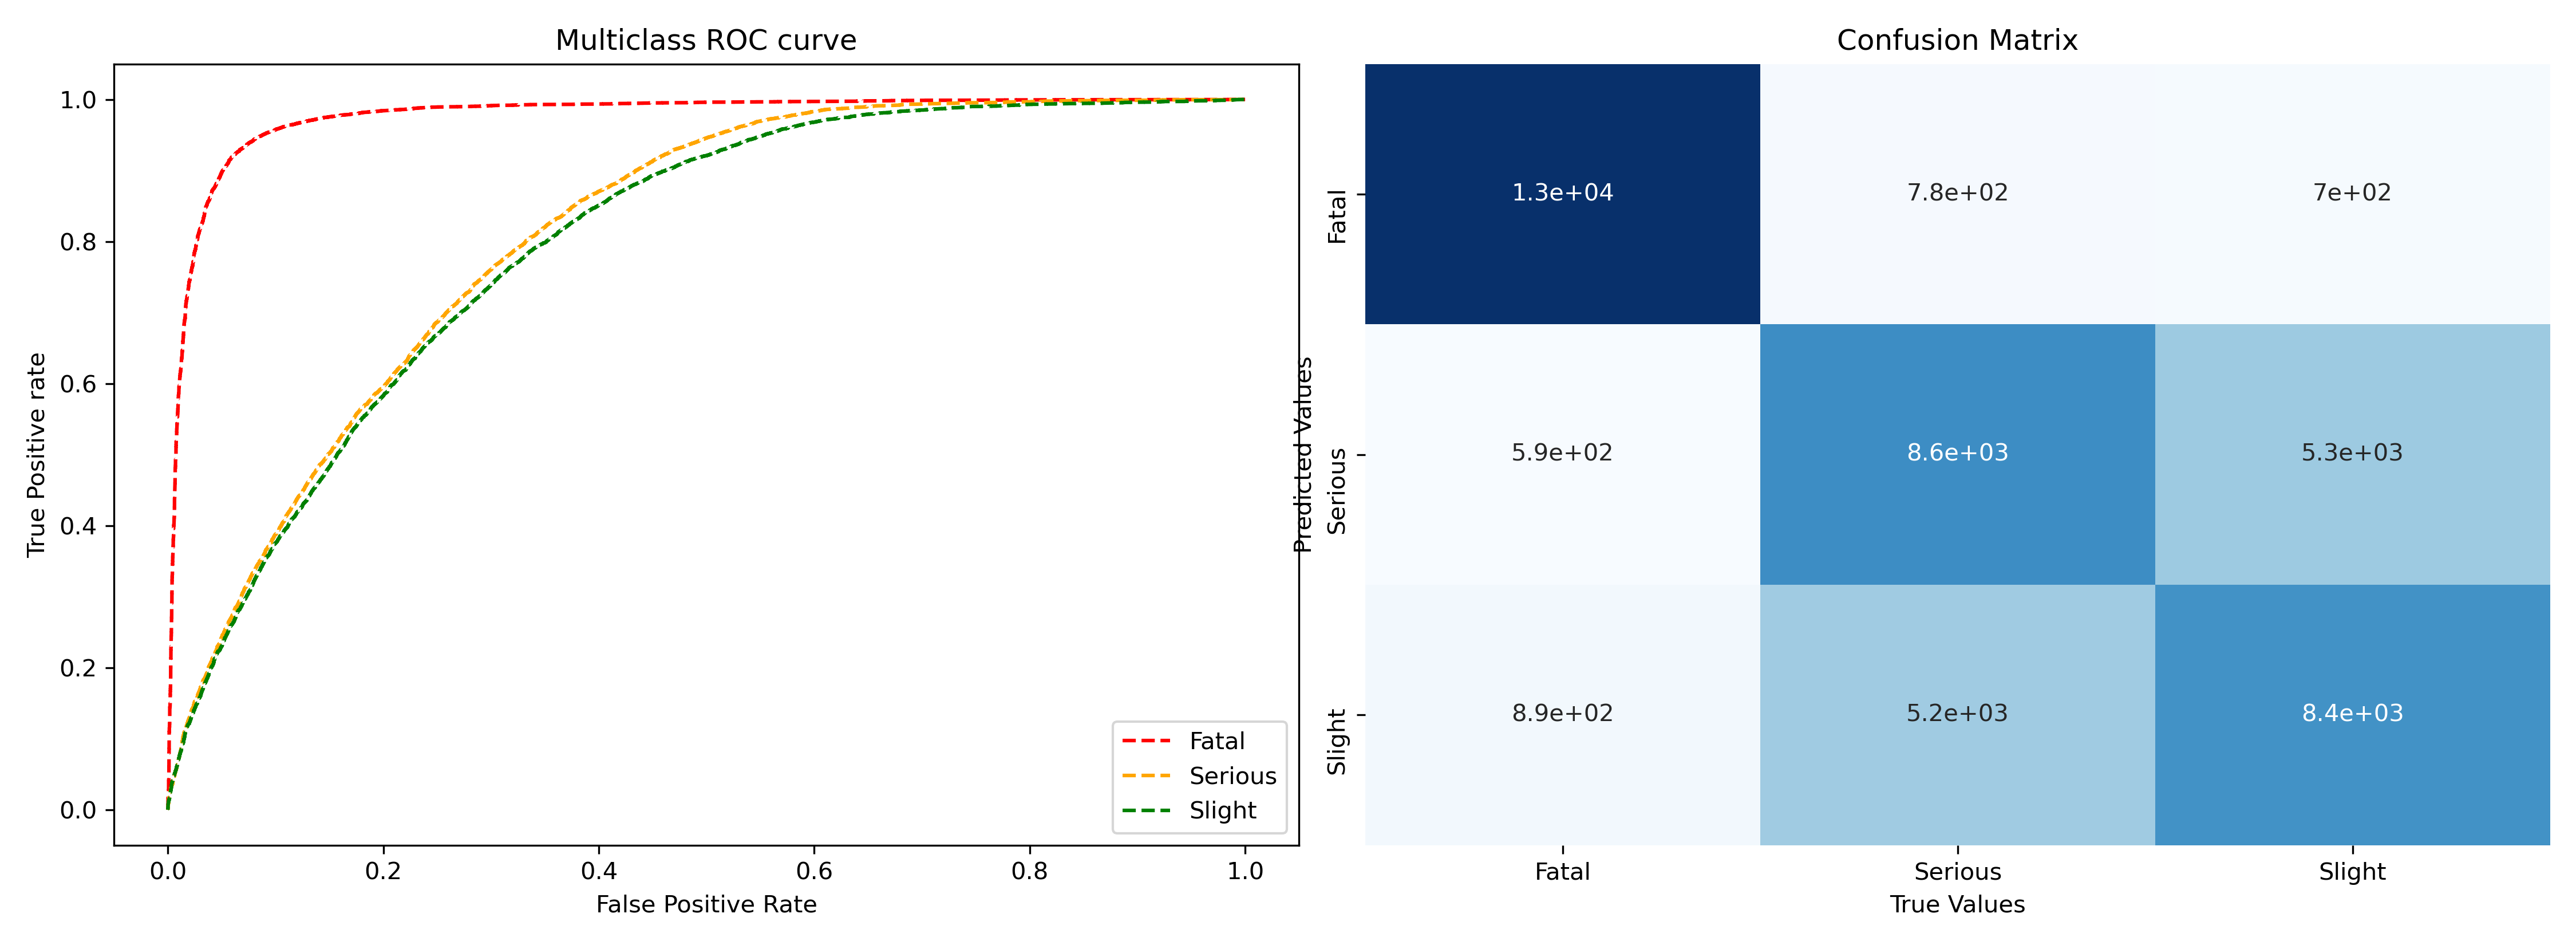 Multiclass ROC curve
True Positive rate
1.0
0.8
0.6
0.4
0.2
0.0
0.0 0.2 0.4 0.6 0.8 1.0
False Positive Rate
Fatal
Serious
Slight
Confusion Matrix
Predicted Values
Fatal
Serious
Slight
1.3e+04 7.8e+02 7e+02
5.9e+02 8.6e+03 5.3e+03
8.9e+02 5.2e+03 8.4e+03
Fatal Serious Slight
True Values